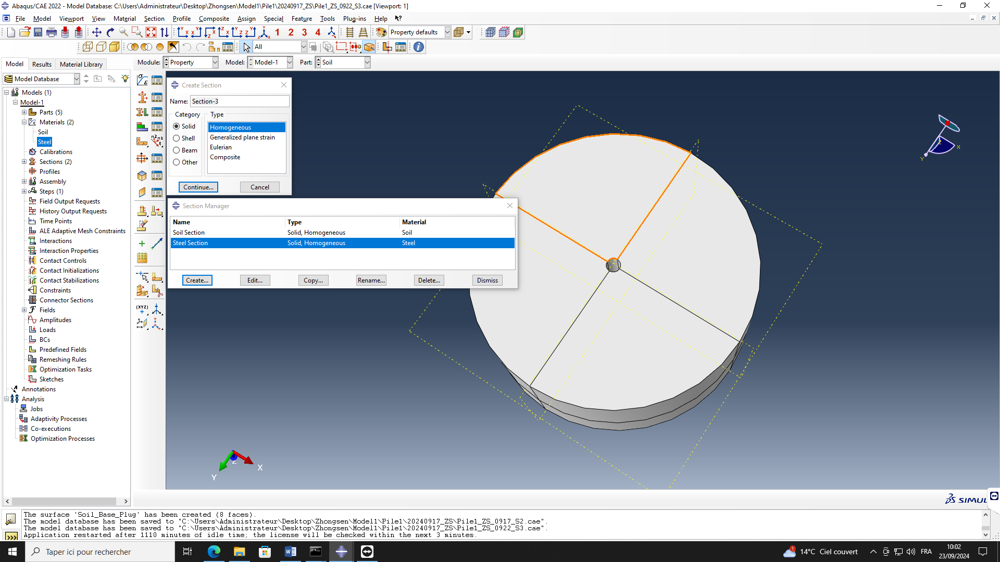 Abaqus/CAE 2022 - Model Database: C:\Users\Administrateur\Desktop\Zhongsen\Model1\Pile1\20240917_ZS\Pile1_ZS_0922_S3.cae [Viewport: 1]
File Model Viewport View Material Section Profile Composite Assign Special Feature Tools Plug-ins Help
1 2 3 4 Property defaults
All
Model Results Material Library
Module: Property Model: Model-1 Part: Soil
Model Database
Models (1)
Model-1
Parts (5)
Materials (2)
Soil
Steel
Calibrations
Sections (2)
Profiles
Assembly
Steps (1)
Field Output Requests
History Output Requests
Time Points
ALE Adaptive Mesh Constraints
Interactions
Interaction Properties
Contact Controls
Contact Initializations
Contact Stabilizations
Constraints
Connector Sections
Fields
Amplitudes
Loads
BCs
Predefined Fields
Remeshing Rules
Optimization Tasks
Sketches
Annotations
Analysis
Jobs
Adaptivity Processes
Co-executions
Optimization Processes
(XYZ)
Create Section
Name: Section-3
Category
Solid
Shell
Beam
Other
Type
Homogeneous
Generalized plane strain
Eulerian
Composite
Continue... Cancel
Section Manager
Name Type Material
Soil Section Solid, Homogeneous Soil
Steel Section Solid, Homogeneous Steel
Create... Edit... Copy... Rename... Delete... Dismiss
Z
X
Y
Z
X
Y
SIMUL
The surface 'Soil_Base_Plug' has been created (8 faces).
The model database has been saved to "C:\Users\Administrateur\Desktop\Zhongsen\Model1\Pile1\20240917_ZS\Pile1_ZS_0917_S2.cae".
The model database has been saved to "C:\Users\Administrateur\Desktop\Zhongsen\Model1\Pile1\20240917_ZS\Pile1_ZS_0922_S3.cae".
Application restarted after 1110 minutes of idle time; the license will be checked within the next 3 minutes.
Taper ici pour rechercher
1 14°C Ciel couvert FRA
10:02
23/09/2024